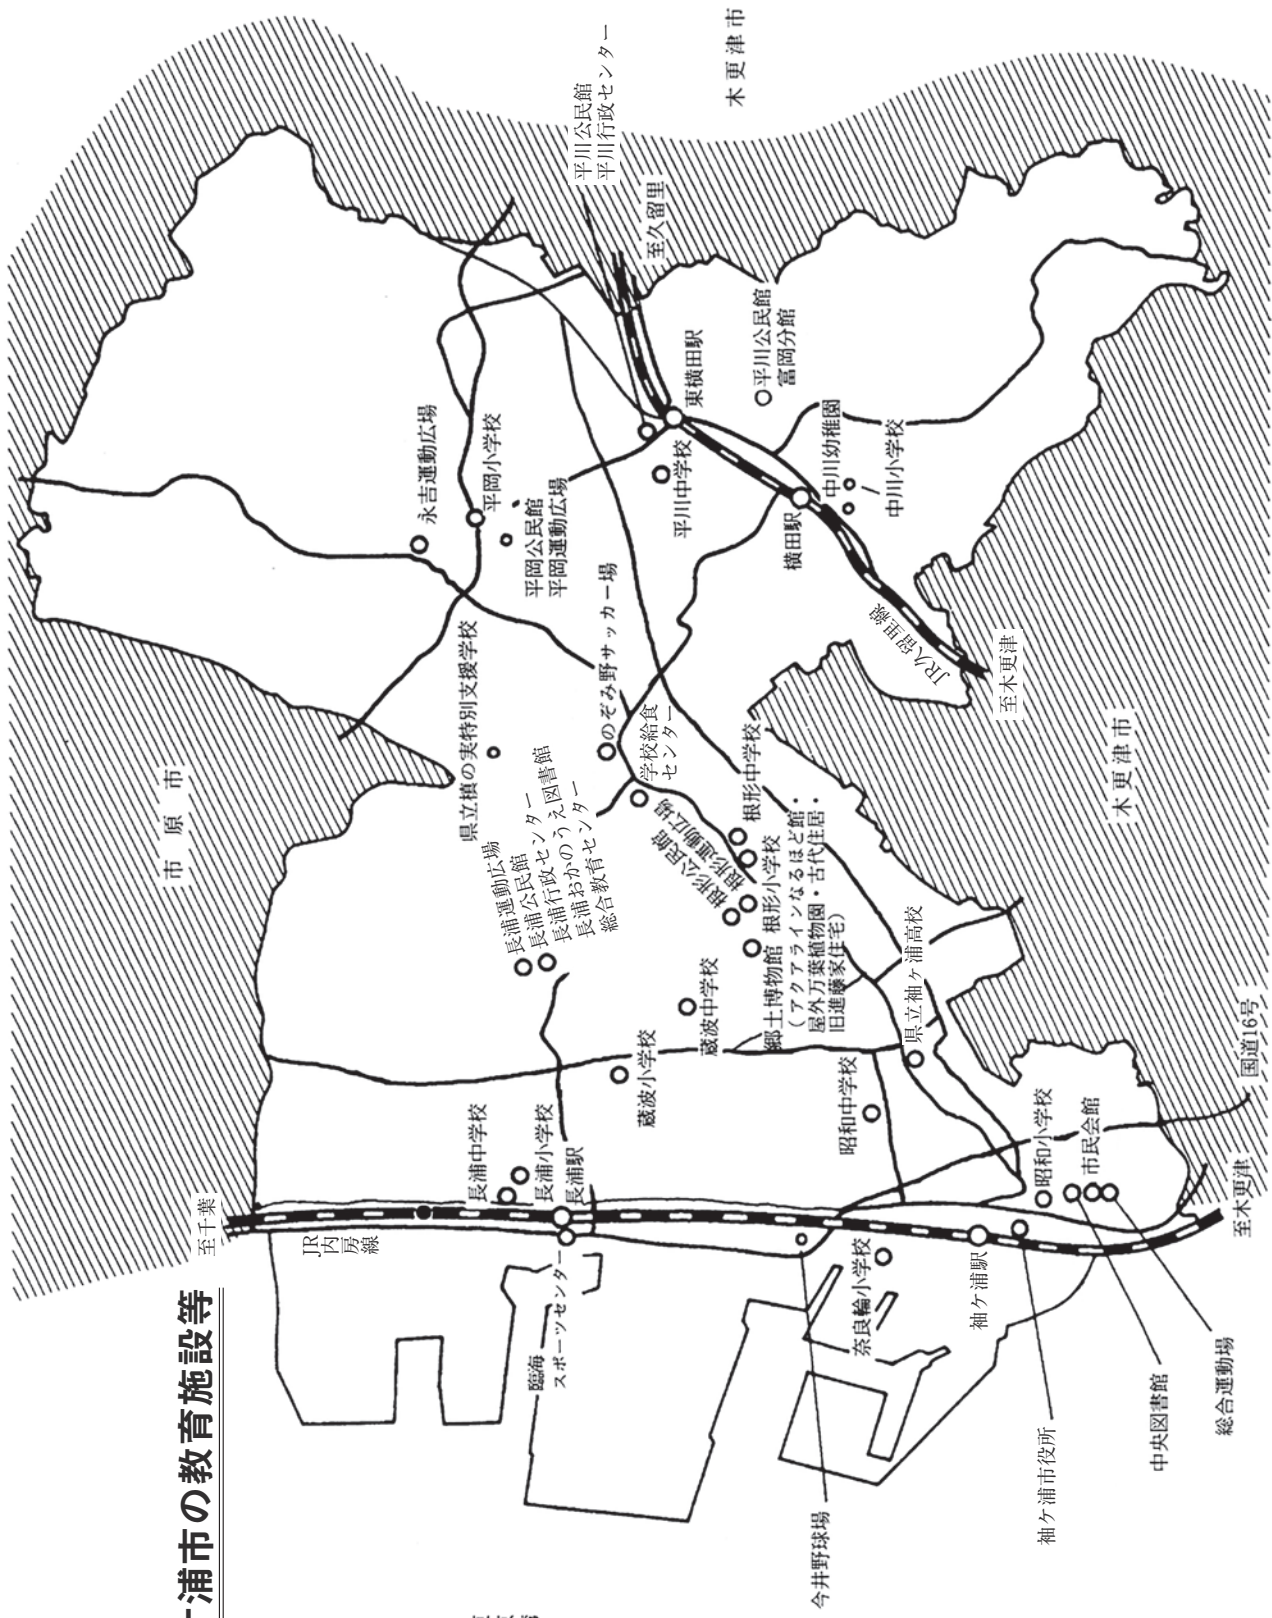 ケ浦市の教育施設等
至千葉
JR
内
房
線
市原市
木更津市
木更津市
平川公民館
平川行政センター
至久留里
東横田駅
平川公民館
富岡分館
永吉運動広場
平岡小学校
平岡公民館
平岡運動広場
平川中学校
横田駅
中川幼稚園
中川小学校
JR久留里線
至木更津
県立槙の実特別支援学校
のぞみ野サッカー場
学校給食
センター
長浦運動広場
長浦公民館
長浦行政センター
長浦おかのうえ図書館
総合教育センター
根形公民館
根形運動広場
根形中学校
根形小学校
郷土博物館
(アクアラインなるほど館・
屋外万葉植物園・古代住居・
旧進藤家住宅)
蔵波中学校
蔵波小学校
県立袖ヶ浦高校
昭和中学校
長浦中学校
長浦小学校
長浦駅
臨海
スポーツセンター
今井野球場
奈良輪小学校
袖ケ浦駅
袖ケ浦市役所
昭和小学校
市民会館
中央図書館
総合運動場
国道16号
至木更津